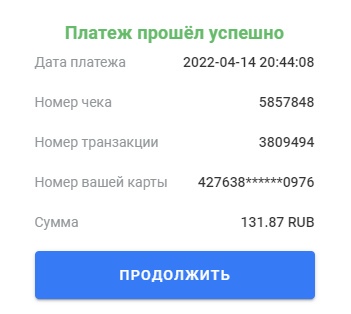 Платеж прошёл успешно
Дата платежа 2022-04-14 20:44:08
Номер чека 5857848
Номер транзакции 3809494
Номер вашей карты 427638******0976
Сумма 131.87 RUB
ПРОДОЛЖИТЬ